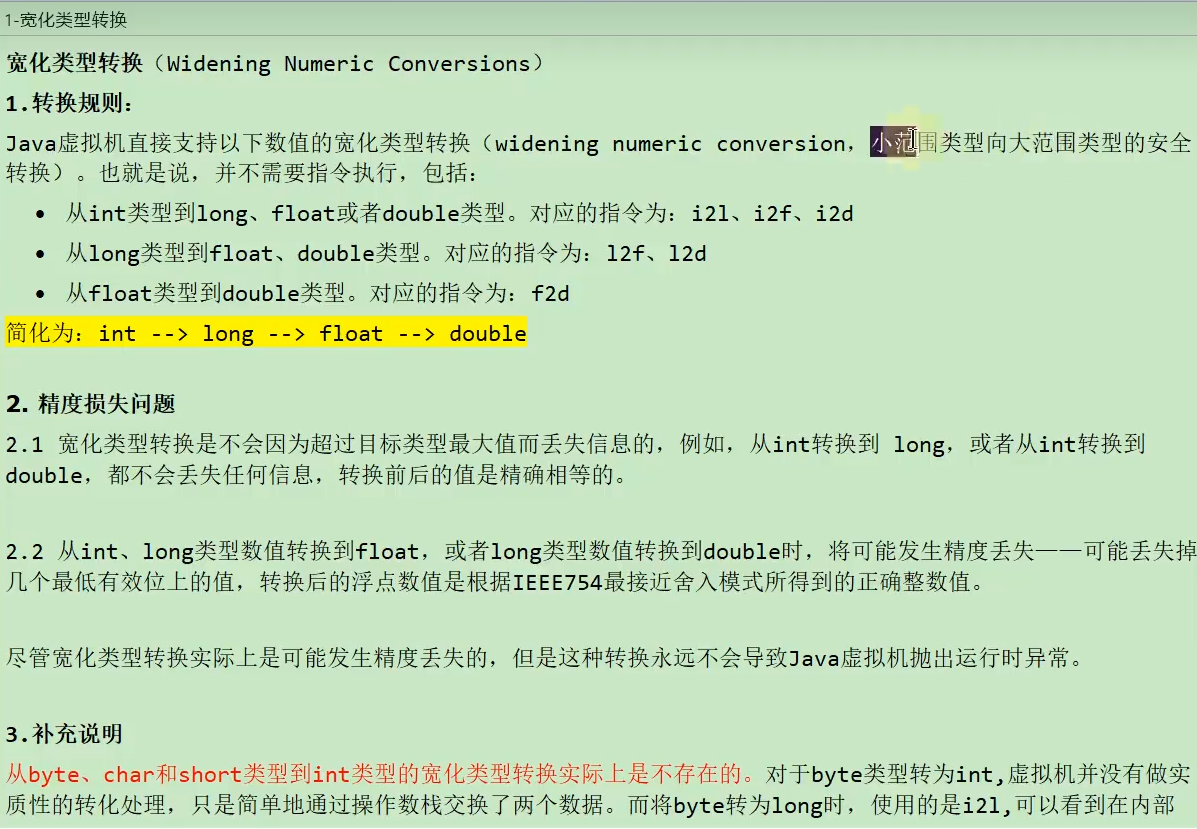 1-宽化类型转换
宽化类型转换（Widening Numeric Conversions）
1.转换规则：
Java虚拟机直接支持以下数值的宽化类型转换（widening numeric conversion，小范围类型向大范围类型的安全
转换）。也就是说，并不需要指令执行，包括：
• 从int类型到long、float或者double类型。对应的指令为：i2l、i2f、i2d
• 从long类型到float、double类型。对应的指令为：l2f、l2d
• 从float类型到double类型。对应的指令为：f2d
简化为：int --> long --> float --> double
2. 精度损失问题
2.1 宽化类型转换是不会因为超过目标类型最大值而丢失信息的，例如，从int转换到 long，或者从int转换到
double，都不会丢失任何信息，转换前后的值是精确相等的。
2.2 从int、long类型数值转换到float，或者long类型数值转换到double时，将可能发生精度丢失——可能丢失掉
几个最低有效位上的值，转换后的浮点数值是根据IEEE754最接近舍入模式所得到的正确整数值。
尽管宽化类型转换实际上是可能发生精度丢失的，但是这种转换永远不会导致Java虚拟机抛出运行时异常。
3.补充说明
从byte、char和short类型到int类型的宽化类型转换实际上是不存在的。对于byte类型转为int,虚拟机并没有做实
质性的转化处理，只是简单地通过操作数栈交换了两个数据。而将byte转为long时，使用的是i2l,可以看到在内部